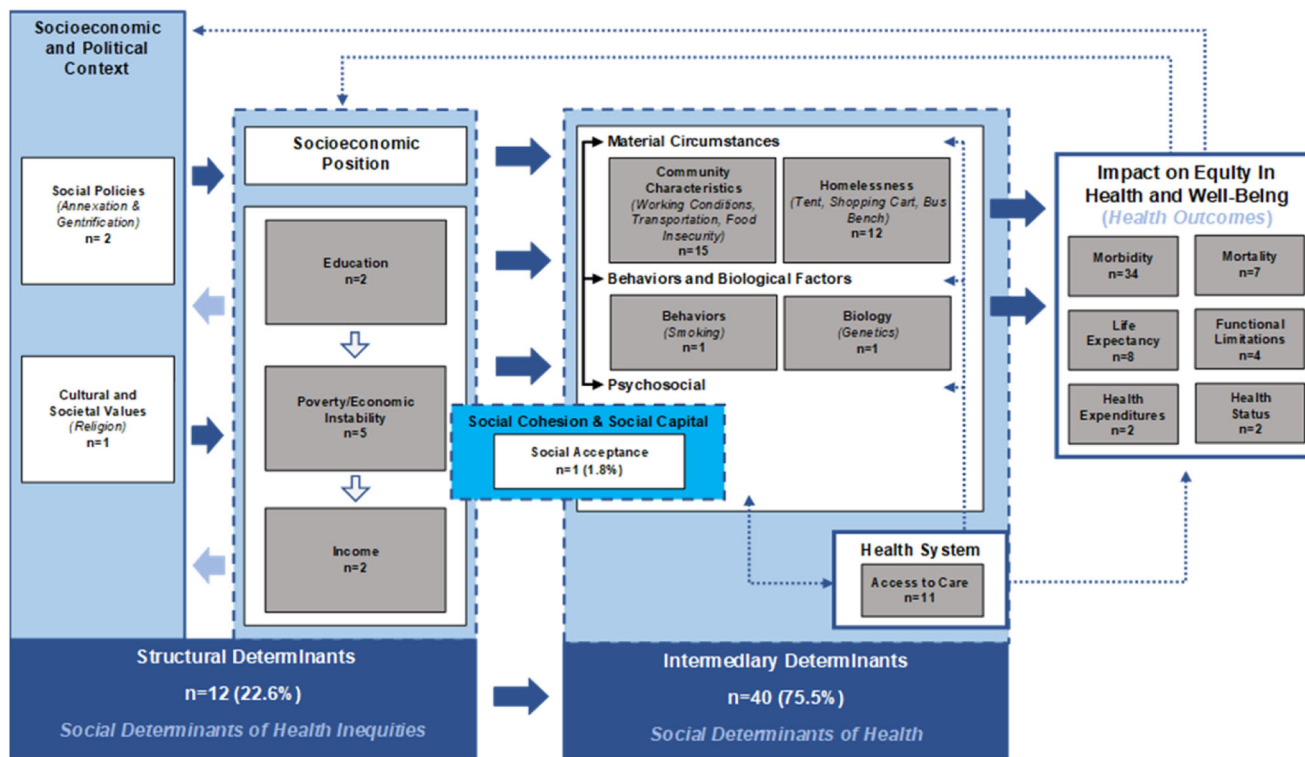 Socioeconomic
and Political
Context
Social Policies
(Annexation &
Gentrification)
n= 2
Cultural and
Societal Values
(Religion)
n=1
Socioeconomic
Position
Education
n=2
Poverty/Economic
Instability
n=5
Income
n=2
Structural Determinants
n=12 (22.6%)
Social Determinants of Health Inequities
Material Circumstances
Community
Characteristics
(Working Conditions,
Transportation, Food
Insecurity)
n=15
Homelessness
(Tent, Shopping Cart, Bus
Bench)
n=12
Behaviors and Biological Factors
Behaviors
(Smoking)
n=1
Biology
(Genetics)
n=1
Psychosocial
Social Cohesion & Social Capital
Social Acceptance
n=1 (1.8%)
Health System
Access to Care
n=11
Intermediary Determinants
n=40 (75.5%)
Social Determinants of Health
Impact on Equity In
Health and Well-Being
(Health Outcomes)
Morbidity
n=34
Mortality
n=7
Life
Expectancy
n=8
Functional
Limitations
n=4
Health
Expenditures
n=2
Health
Status
n=2